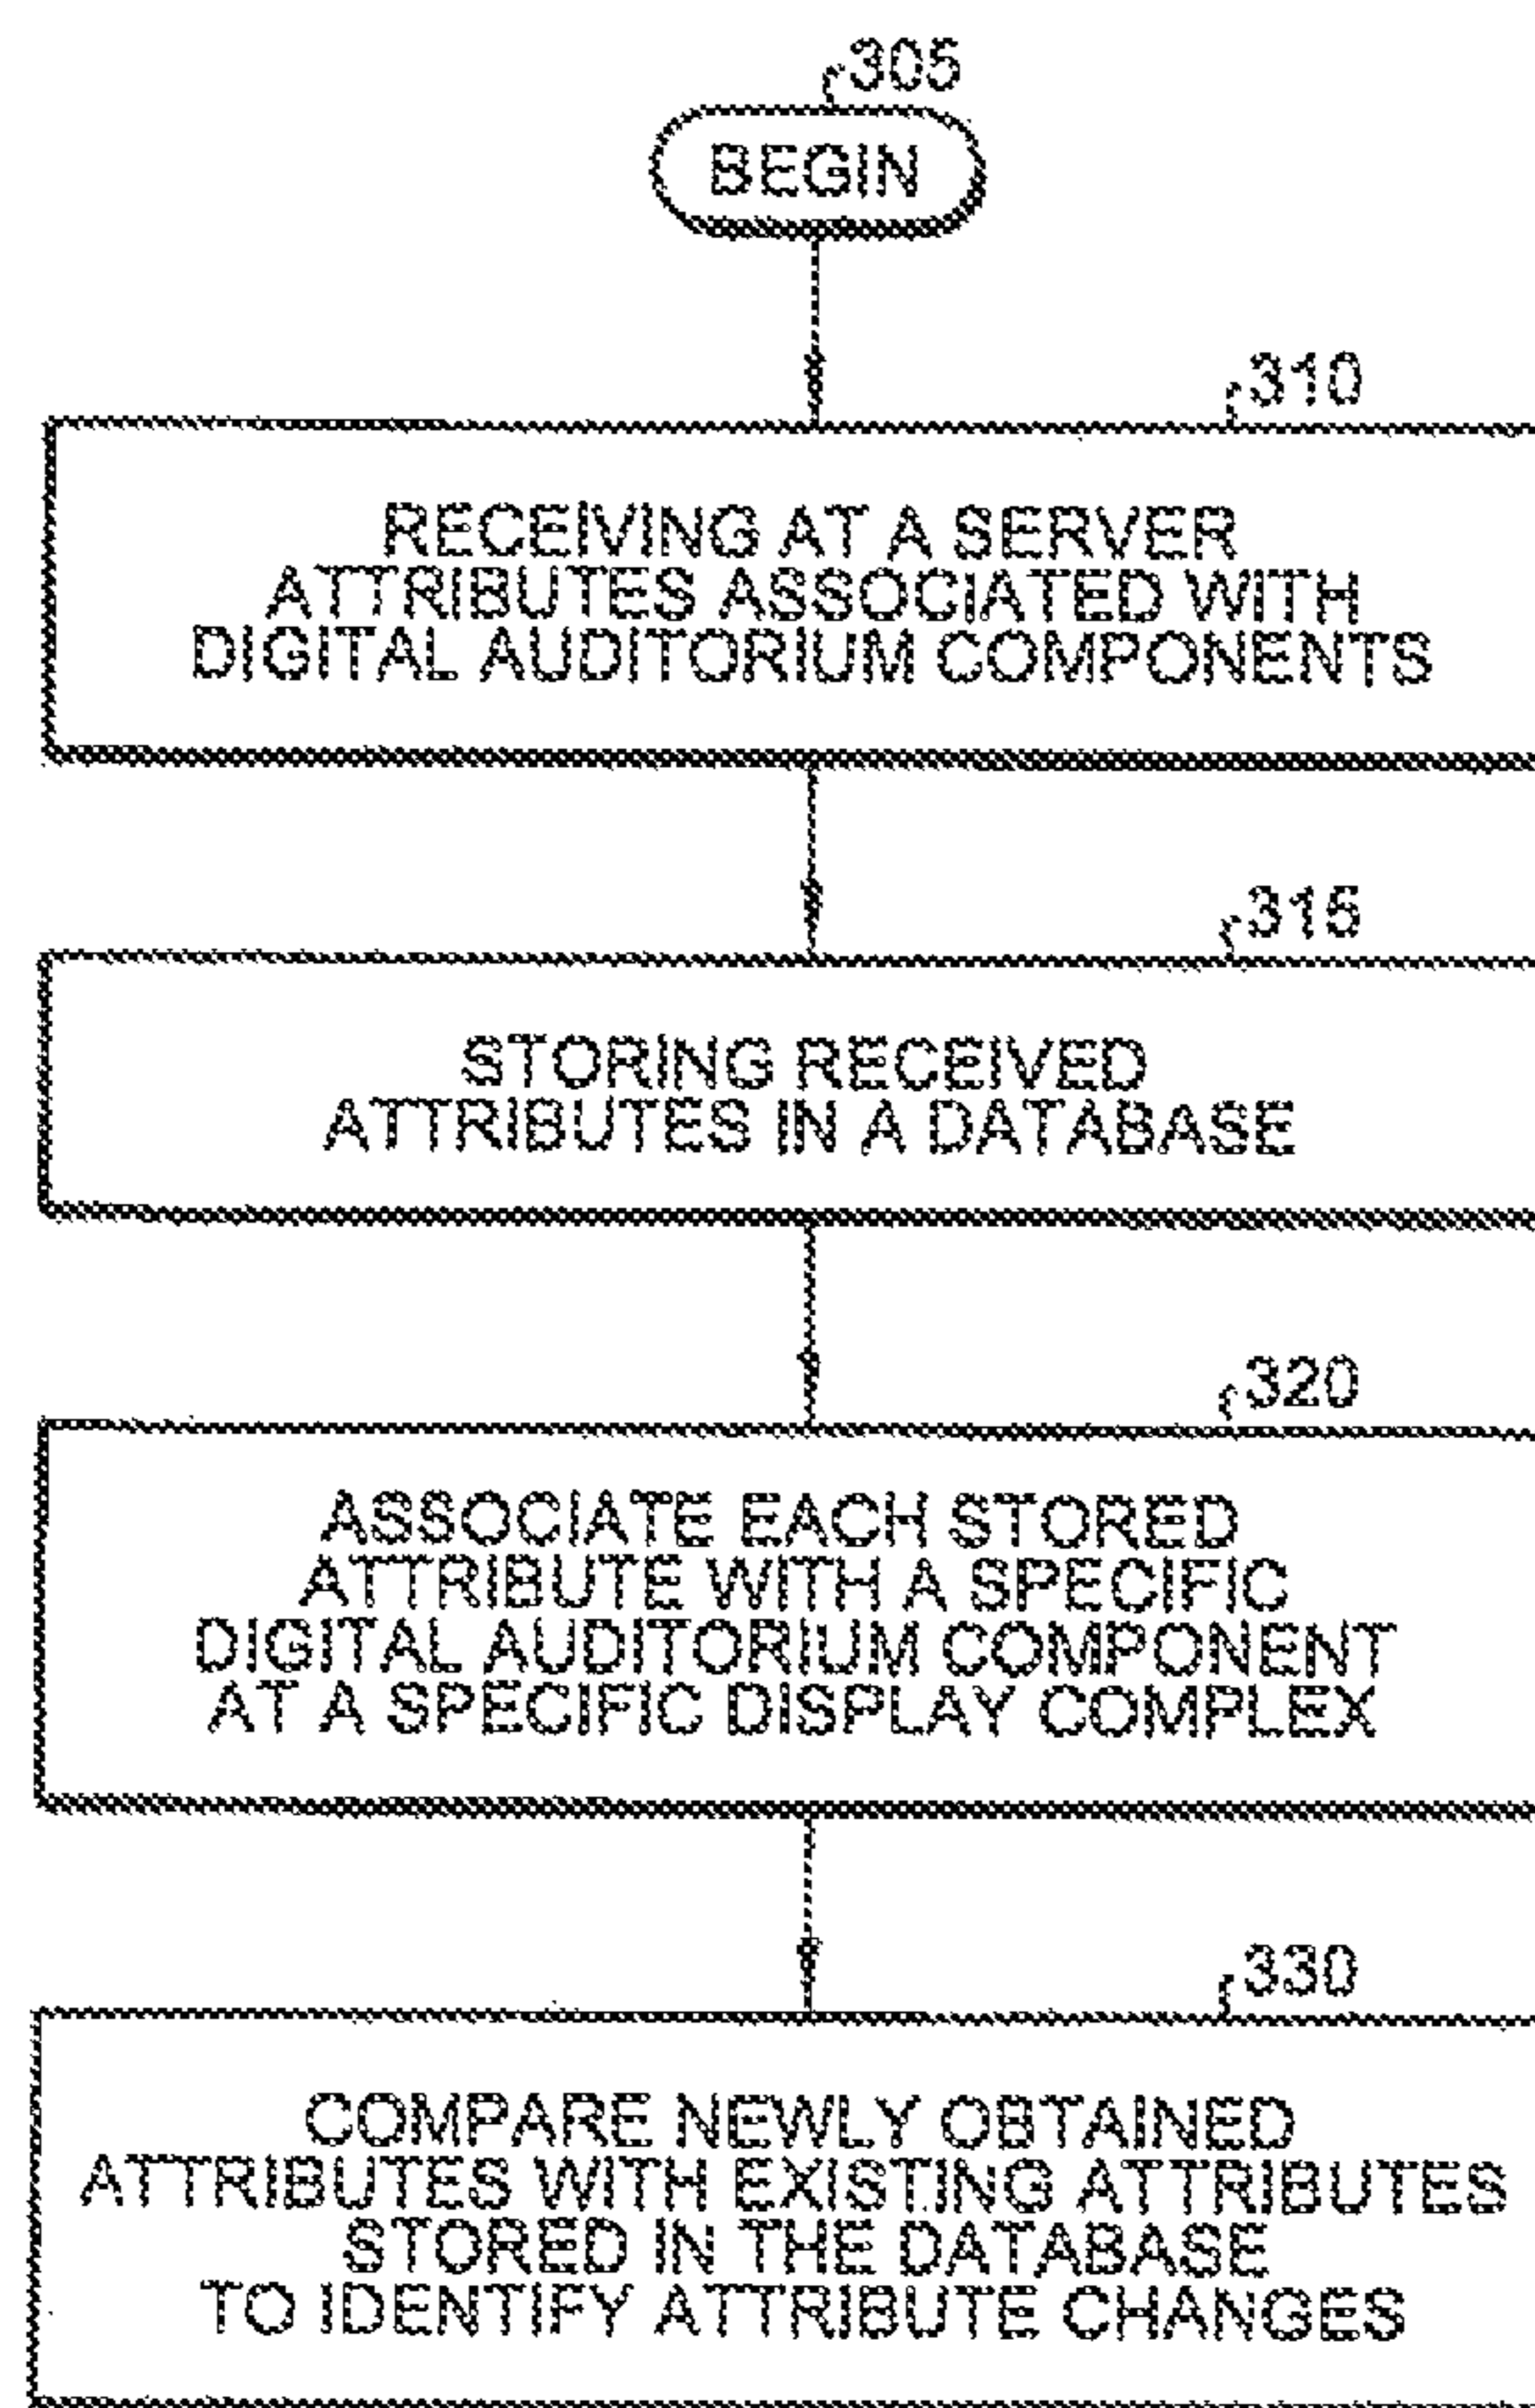 305
BEGIN
310
RECEIVING AT A SERVER
ATTRIBUTES ASSOCIATED WITH
DIGITAL AUDITORIUM COMPONENTS
315
STORING RECEIVED
ATTRIBUTES IN A DATABASE
320
ASSOCIATE EACH STORED
ATTRIBUTE WITH A SPECIFIC
DIGITAL AUDITORIUM COMPONENT
AT A SPECIFIC DISPLAY COMPLEX
330
COMPARE NEWLY OBTAINED
ATTRIBUTES WITH EXISTING ATTRIBUTES
STORED IN THE DATABASE
TO IDENTIFY ATTRIBUTE CHANGES